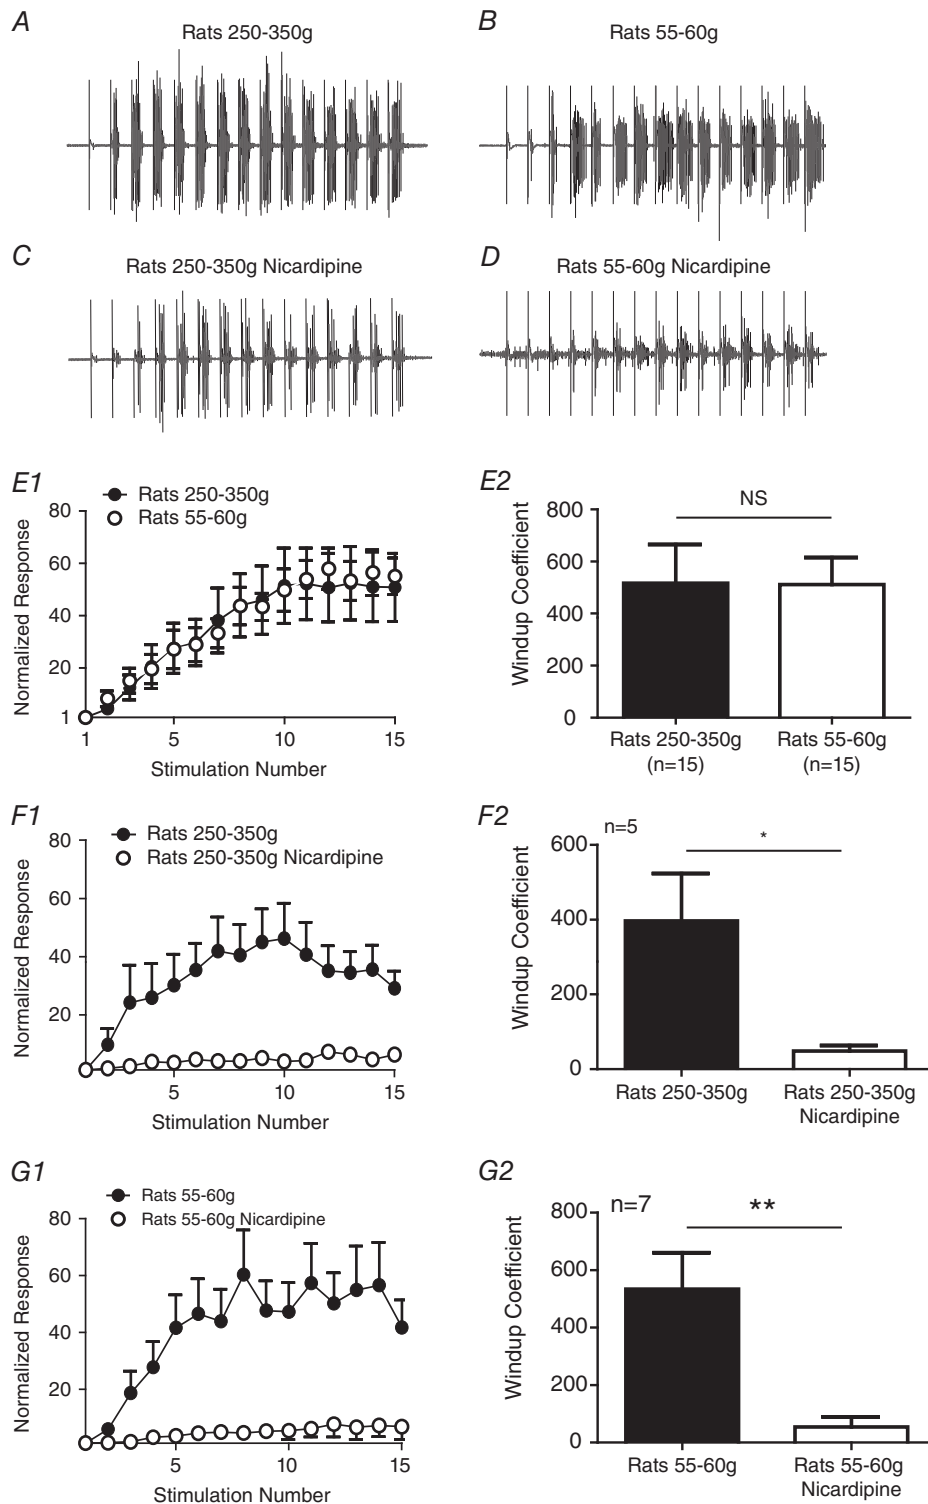 A
Rats 250-350g
B
Rats 55-60g
C
Rats 250-350g Nicardipine
D
Rats 55-60g Nicardipine
E1
Rats 250-350g
Rats 55-60g
80
60
40
20
1
Normalized Response
1 5 10 15
Stimulation Number
E2
NS
800
600
400
200
0
Windup Coefficient
Rats 250-350g
(n=15)
Rats 55-60g
(n=15)
F1
Rats 250-350g
Rats 250-350g Nicardipine
80
60
40
20
Normalized Response
5 10 15
Stimulation Number
F2
n=5
*
600
400
200
0
Windup Coefficient
Rats 250-350g
Rats 250-350g
Nicardipine
G1
Rats 55-60g
Rats 55-60g Nicardipine
80
60
40
20
Normalized Response
5 10 15
Stimulation Number
G2
n=7
**
800
600
400
200
0
Windup Coefficient
Rats 55-60g
Rats 55-60g
Nicardipine